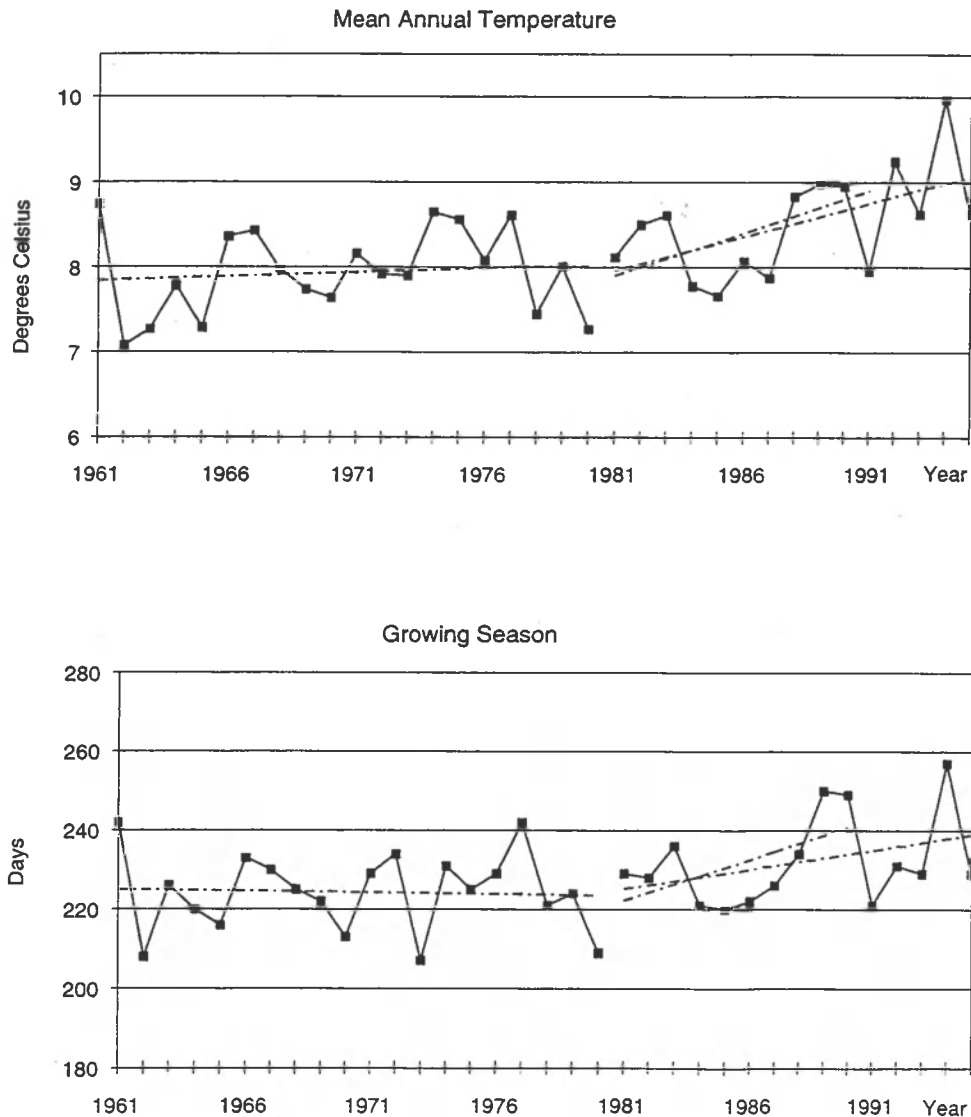 Mean Annual Temperature
10
9
8
7
6
Degrees Celsius
1961 1966 1971 1976 1981 1986 1991 Year
Growing Season
280
260
240
220
200
180
Days
1961 1966 1971 1976 1981 1986 1991 Year